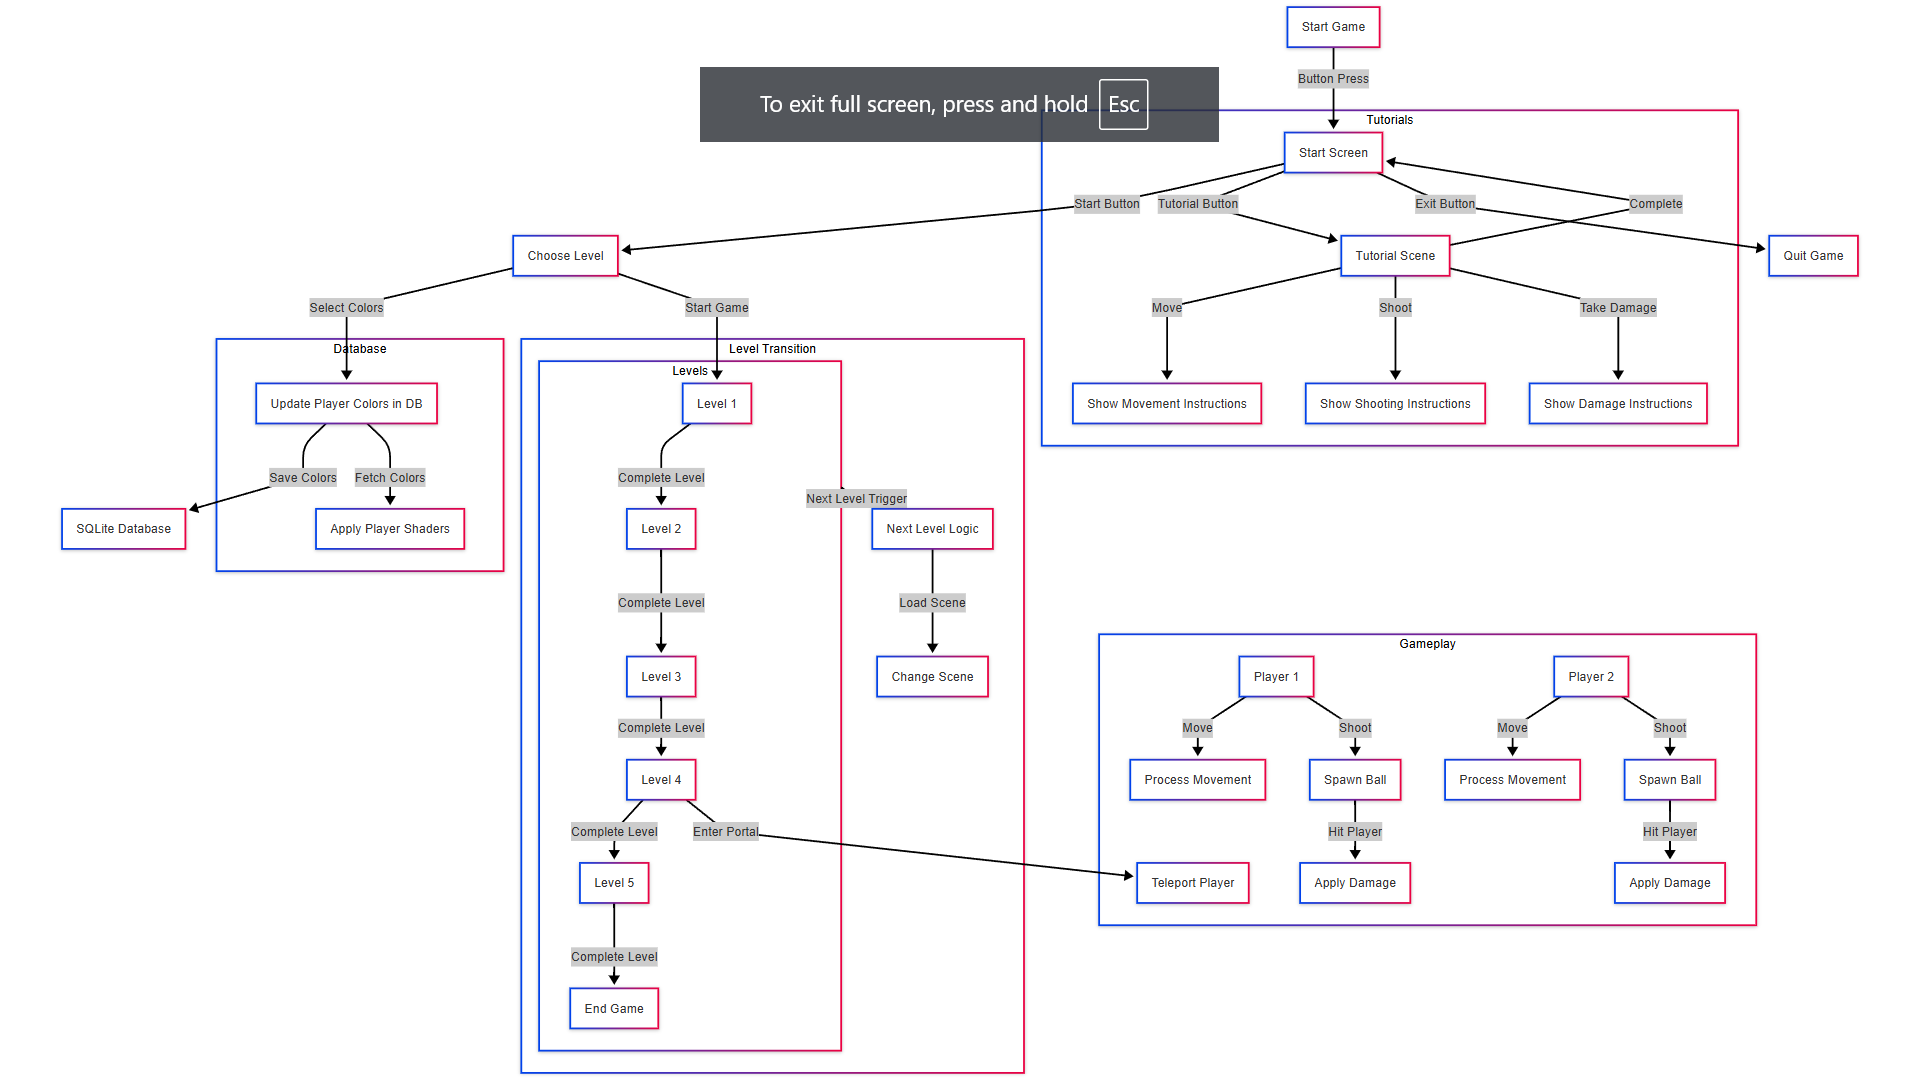 Start Game
Button Press
To exit full screen, press and hold Esc
Tutorials
Start Screen
Start Button
Tutorial Button
Exit Button
Complete
Choose Level
Tutorial Scene
Quit Game
Select Colors
Start Game
Move
Shoot
Take Damage
Database
Level Transition
Levels
Update Player Colors in DB
Level 1
Show Movement Instructions
Show Shooting Instructions
Show Damage Instructions
Save Colors
Fetch Colors
Complete Level
Next Level Trigger
SQLite Database
Apply Player Shaders
Level 2
Next Level Logic
Complete Level
Load Scene
Gameplay
Level 3
Change Scene
Player 1
Player 2
Complete Level
Move
Shoot
Move
Shoot
Level 4
Process Movement
Spawn Ball
Process Movement
Spawn Ball
Complete Level
Enter Portal
Hit Player
Hit Player
Level 5
Teleport Player
Apply Damage
Apply Damage
Complete Level
End Game